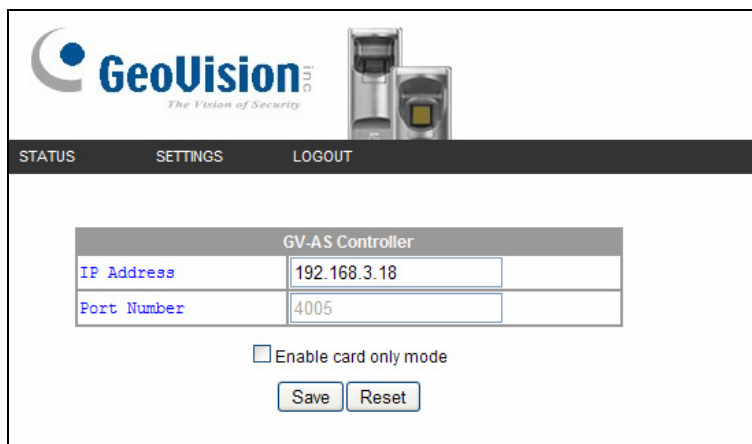 GeoVision inc
The Vision of Security
STATUS SETTINGS LOGOUT
GV-AS Controller
IP Address 192.168.3.18
Port Number 4005
Enable card only mode
Save Reset